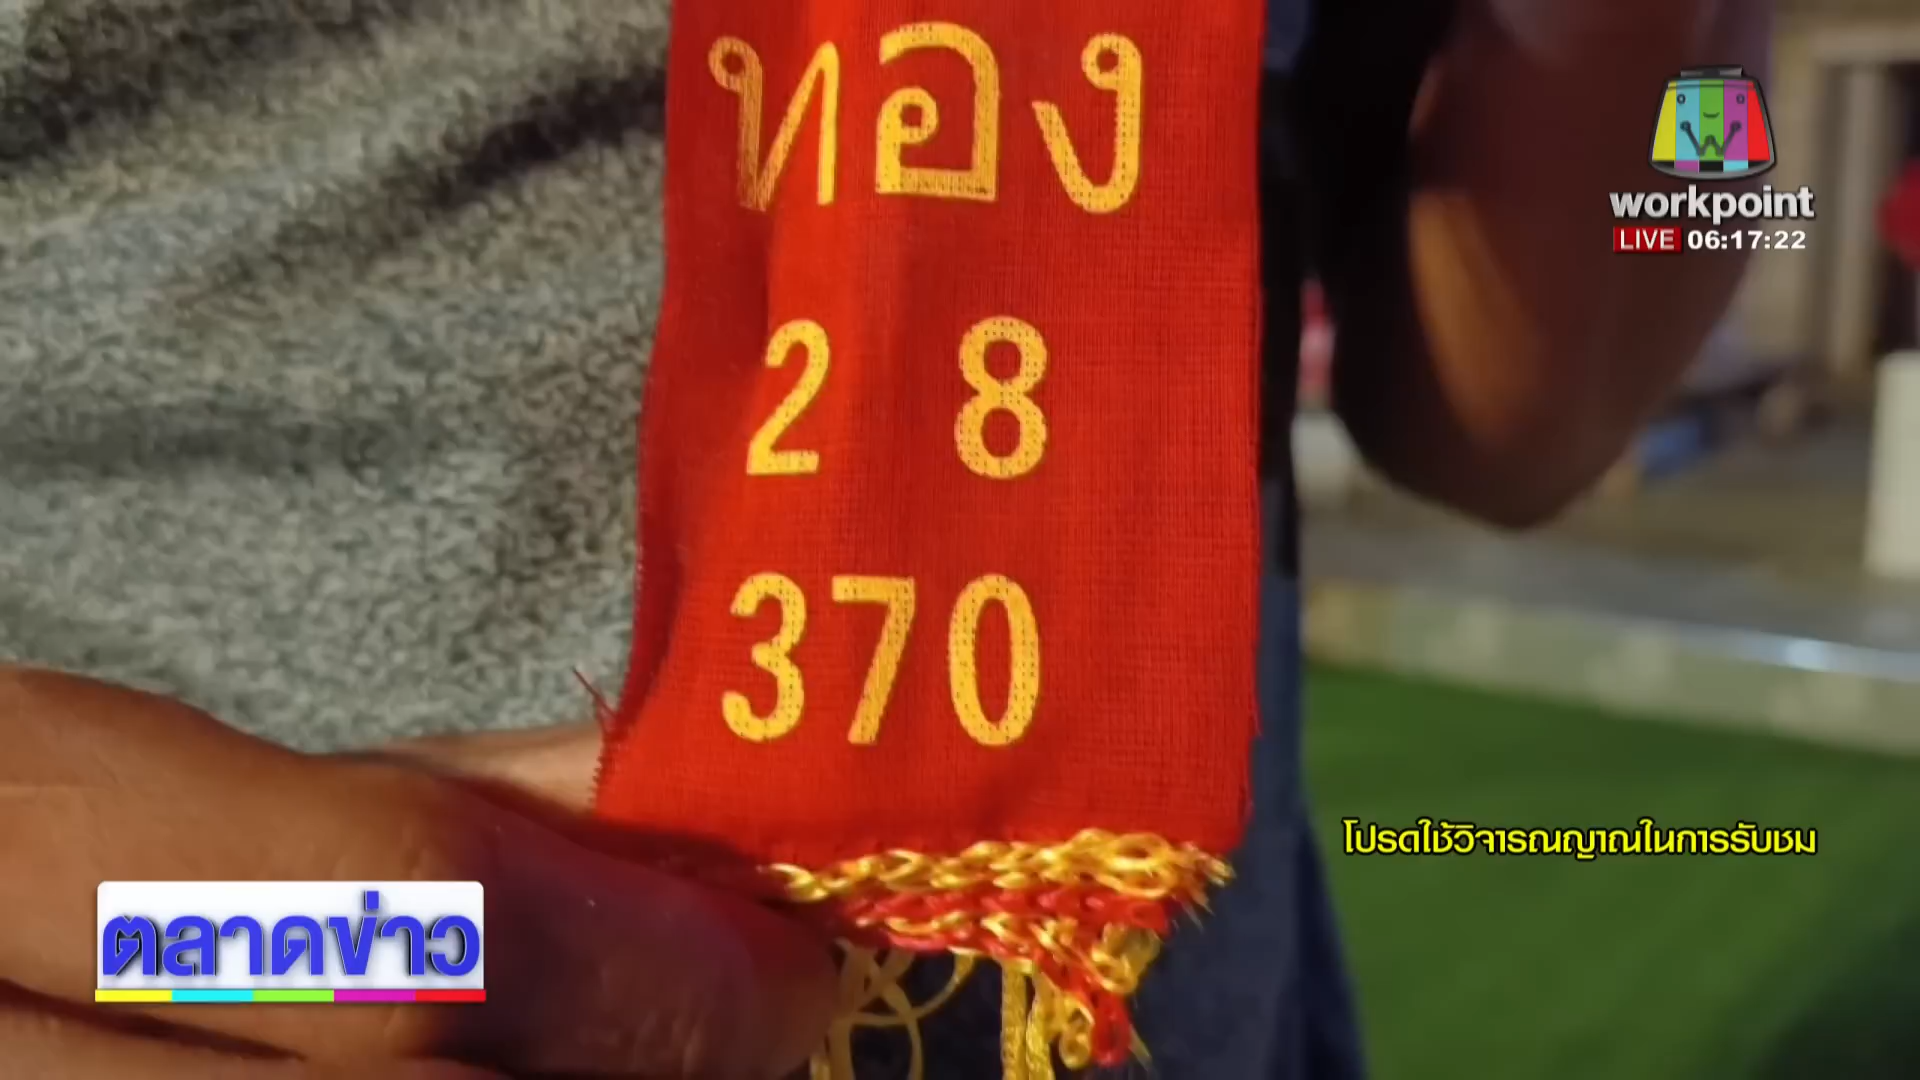 ทอง
2 8
370
workpoint
LIVE 06:17:22
โปรดใช้วิจารณญาณในการรับชม
ตลาดข่าว